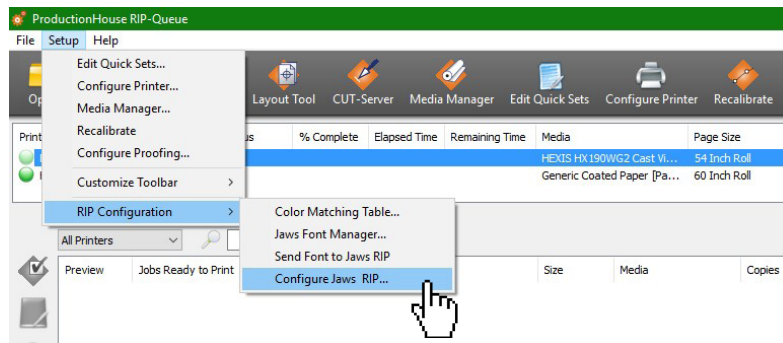 ProductionHouse RIP-Queue
File Setup Help
Edit Quick Sets...
Configure Printer...
Media Manager...
Recalibrate
Configure Proofing...
Customize Toolbar >
RIP Configuration >
Layout Tool CUT-Server Media Manager Edit Quick Sets Configure Printer Recalibrate
% Complete Elapsed Time Remaining Time Media Page Size
HEXIS HX190WG2 Cast Vi... 54 Inch Roll
Generic Coated Paper [Pa... 60 Inch Roll
Color Matching Table...
Jaws Font Manager...
Send Font to Jaws RIP
Configure Jaws RIP...
All Printers
Preview Jobs Ready to Print Size Media Copies